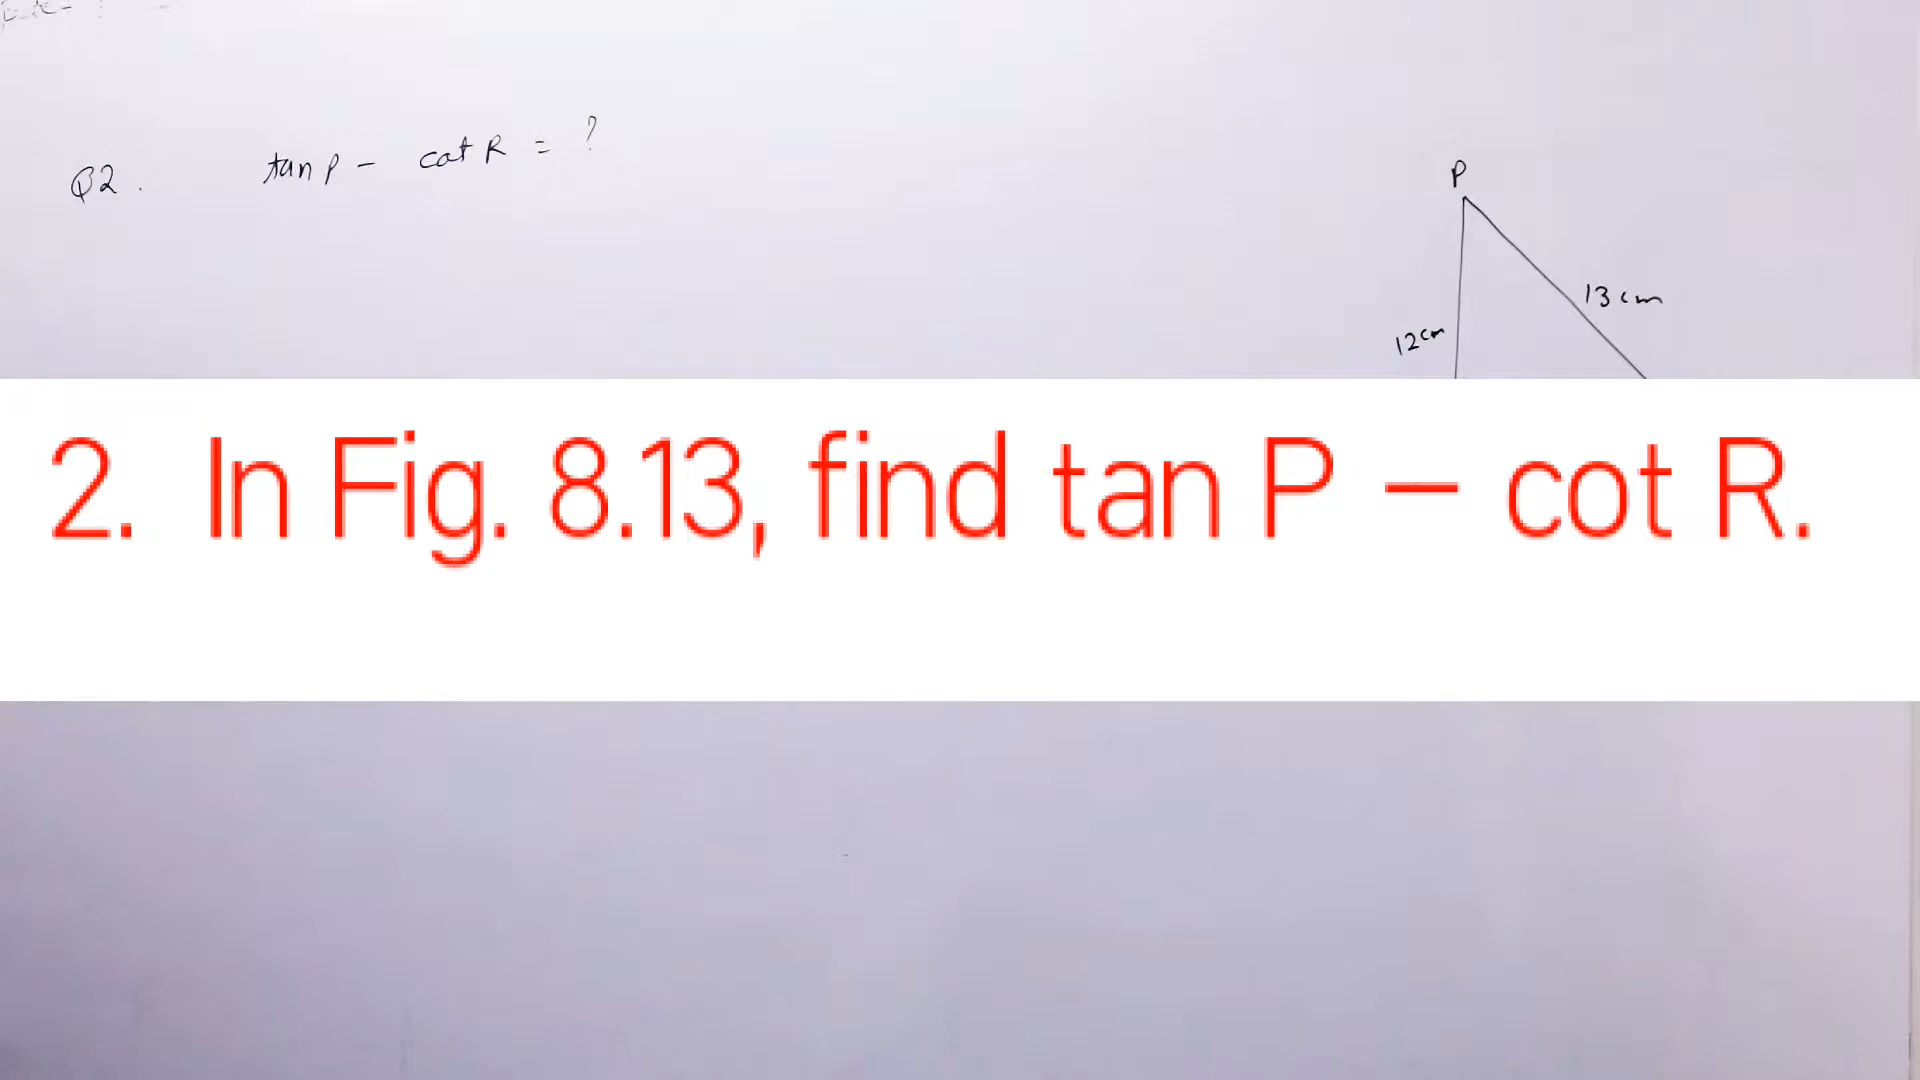 Q2. tan P - cot R = ?
P
13 cm
12 cm
2. In Fig. 8.13, find tan P – cot R.